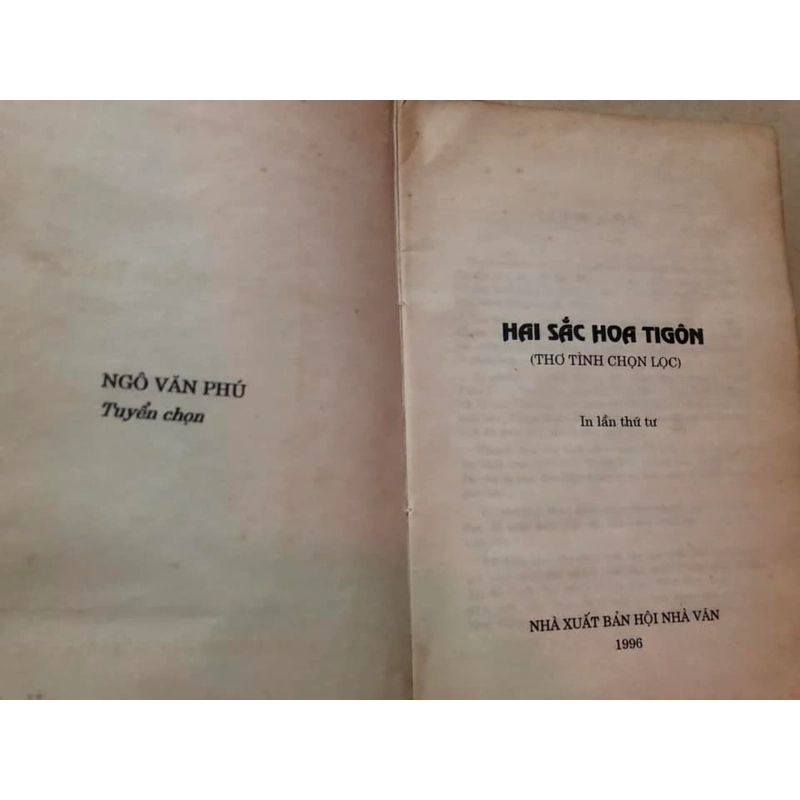 NGÔ VĂN PHÚ
Tuyển chọn
HAI SẮC HOA TIGÔN
(THƠ TÌNH CHỌN LỌC)
In lần thứ tư
NHÀ XUẤT BẢN HỘI NHÀ VĂN
1996